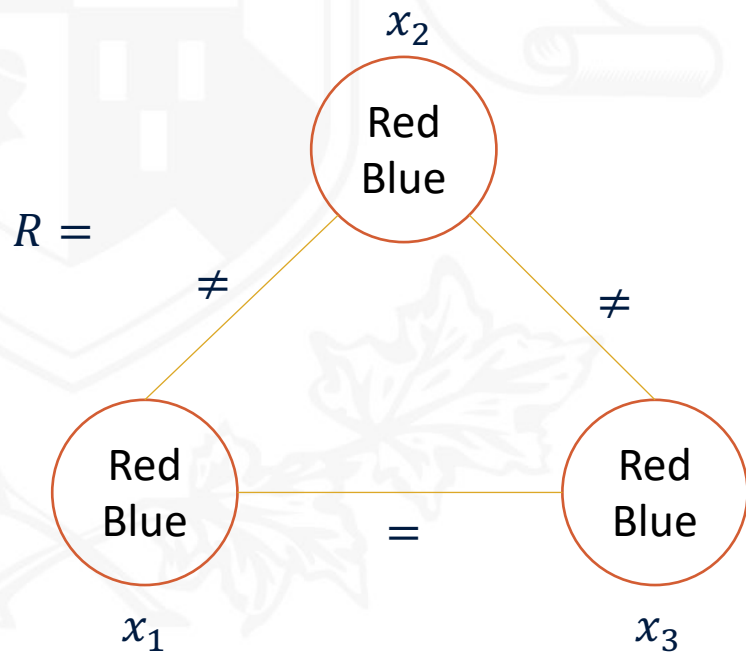 x₂
Red
Blue
R =
≠
≠
Red
Blue
Red
Blue
=
x₁
x₃